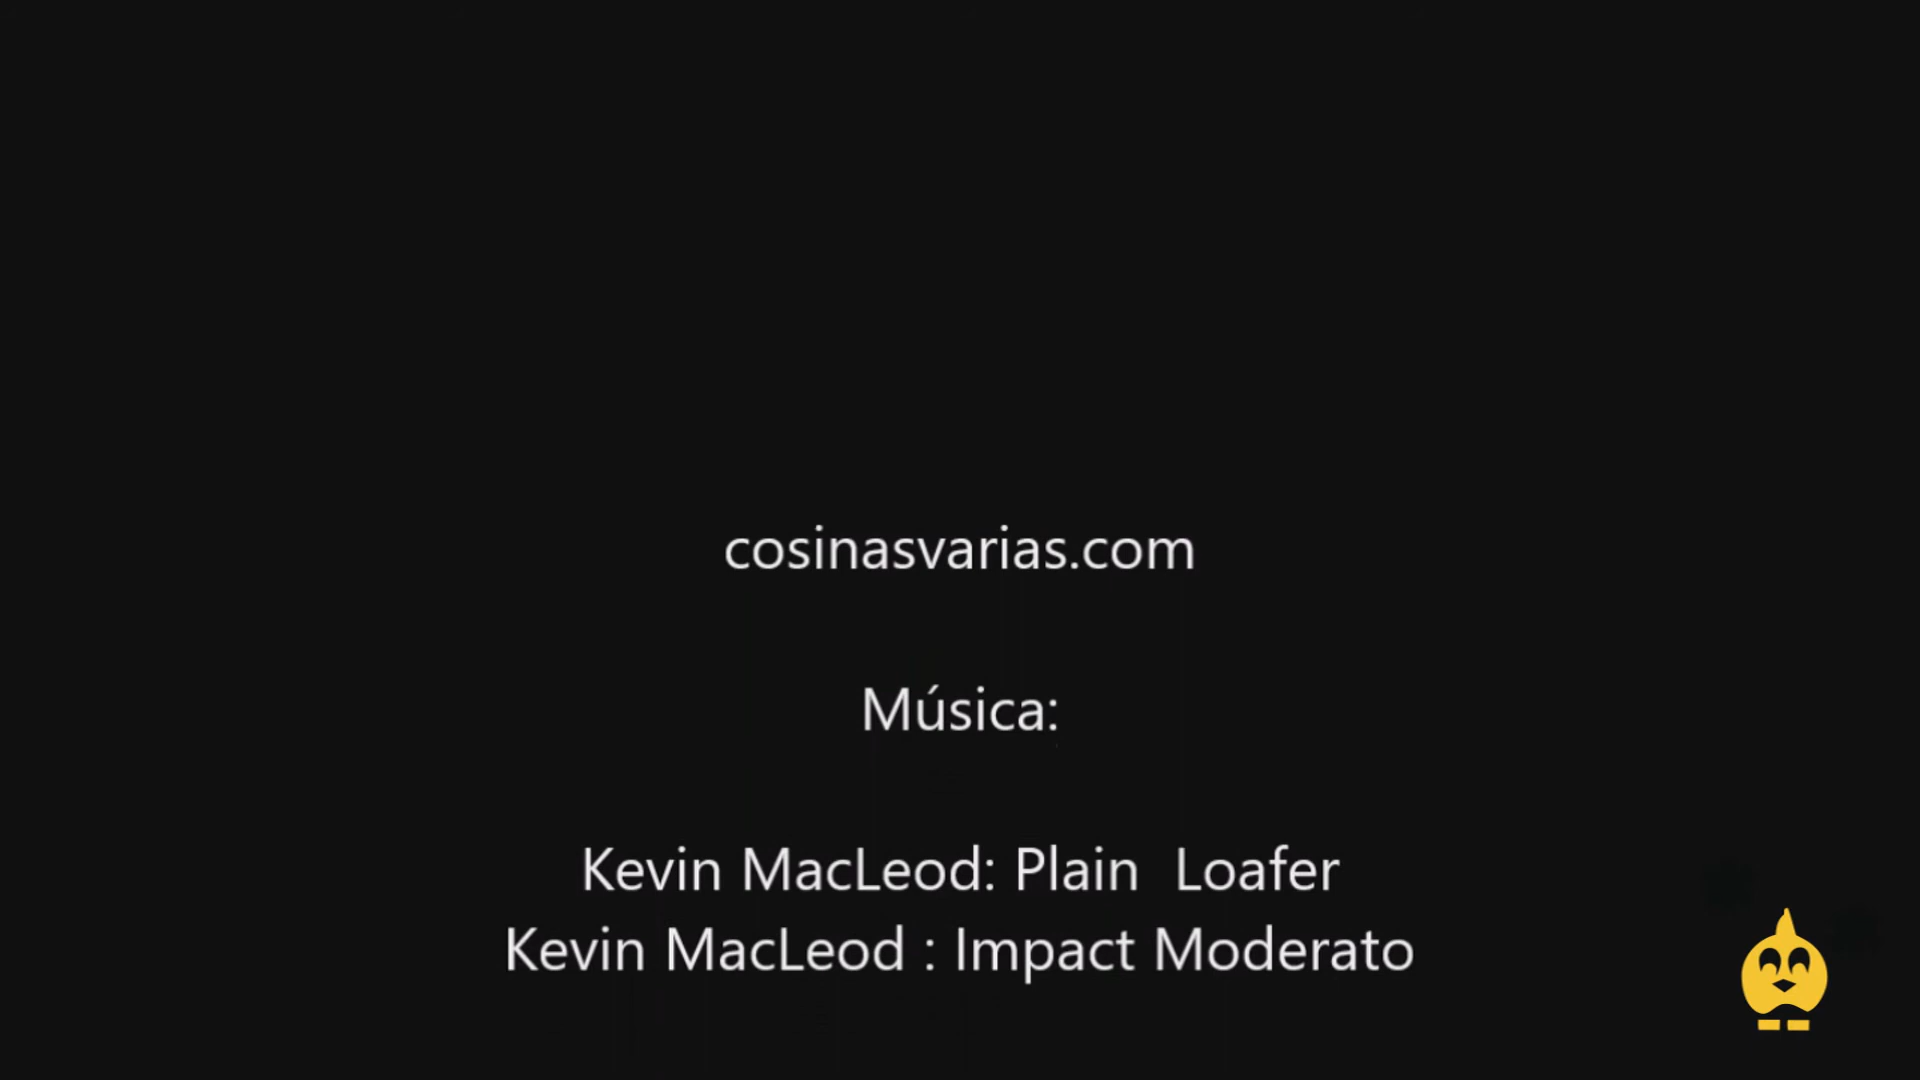 cosinasvarias.com
Música:
Kevin MacLeod: Plain  Loafer
Kevin MacLeod : Impact Moderato